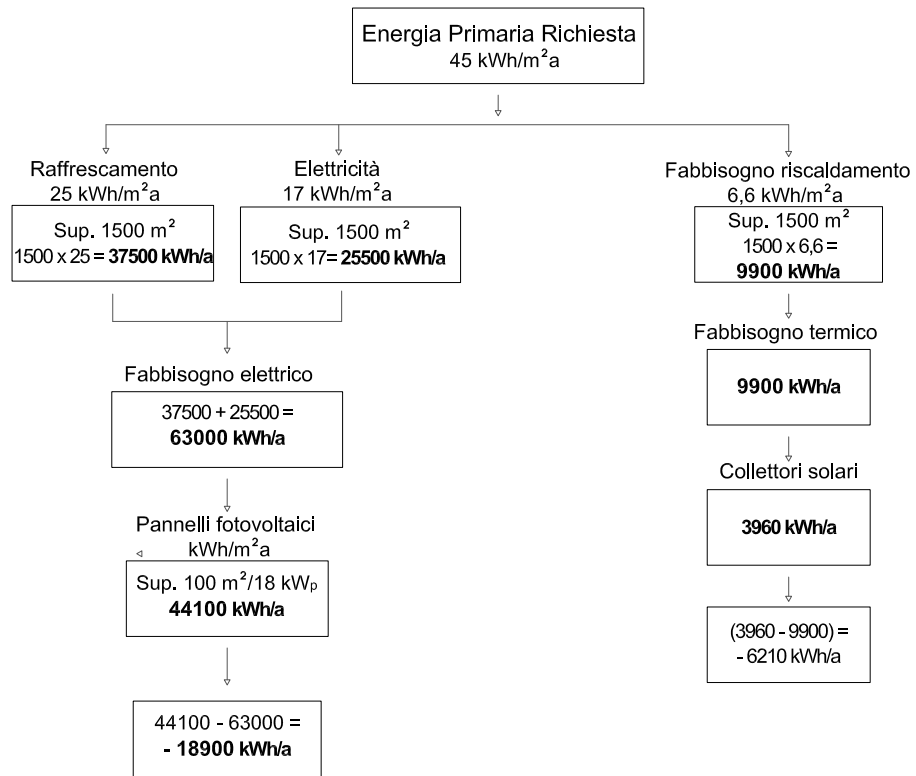 Energia Primaria Richiesta
45 kWh/m²a
Raffrescamento
25 kWh/m²a
Sup. 1500 m²
1500 x 25 = 37500 kWh/a
Elettricità
17 kWh/m²a
Sup. 1500 m²
1500 x 17= 25500 kWh/a
Fabbisogno elettrico
37500 + 25500 =
63000 kWh/a
Pannelli fotovoltaici
kWh/m²a
Sup. 100 m²/18 kWp
44100 kWh/a
44100 - 63000 =
- 18900 kWh/a
Fabbisogno riscaldamento
6,6 kWh/m²a
Sup. 1500 m²
1500 x 6,6 =
9900 kWh/a
Fabbisogno termico
9900 kWh/a
Collettori solari
3960 kWh/a
(3960 - 9900) =
- 6210 kWh/a